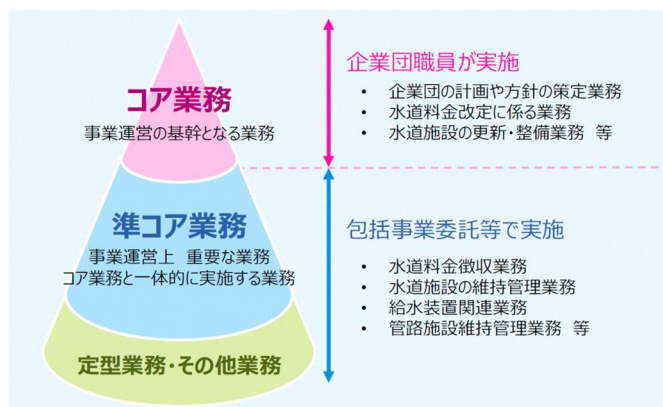 コア業務
事業運営の基幹となる業務
準コア業務
事業運営上 重要な業務
コア業務と一体的に実施する業務
定型業務・その他業務
企業団職員が実施
• 企業団の計画や方針の策定業務
• 水道料金改定に係る業務
• 水道施設の更新・整備業務 等
包括事業委託等で実施
• 水道料金徴収業務
• 水道施設の維持管理業務
• 給水装置関連業務
• 管路施設維持管理業務 等